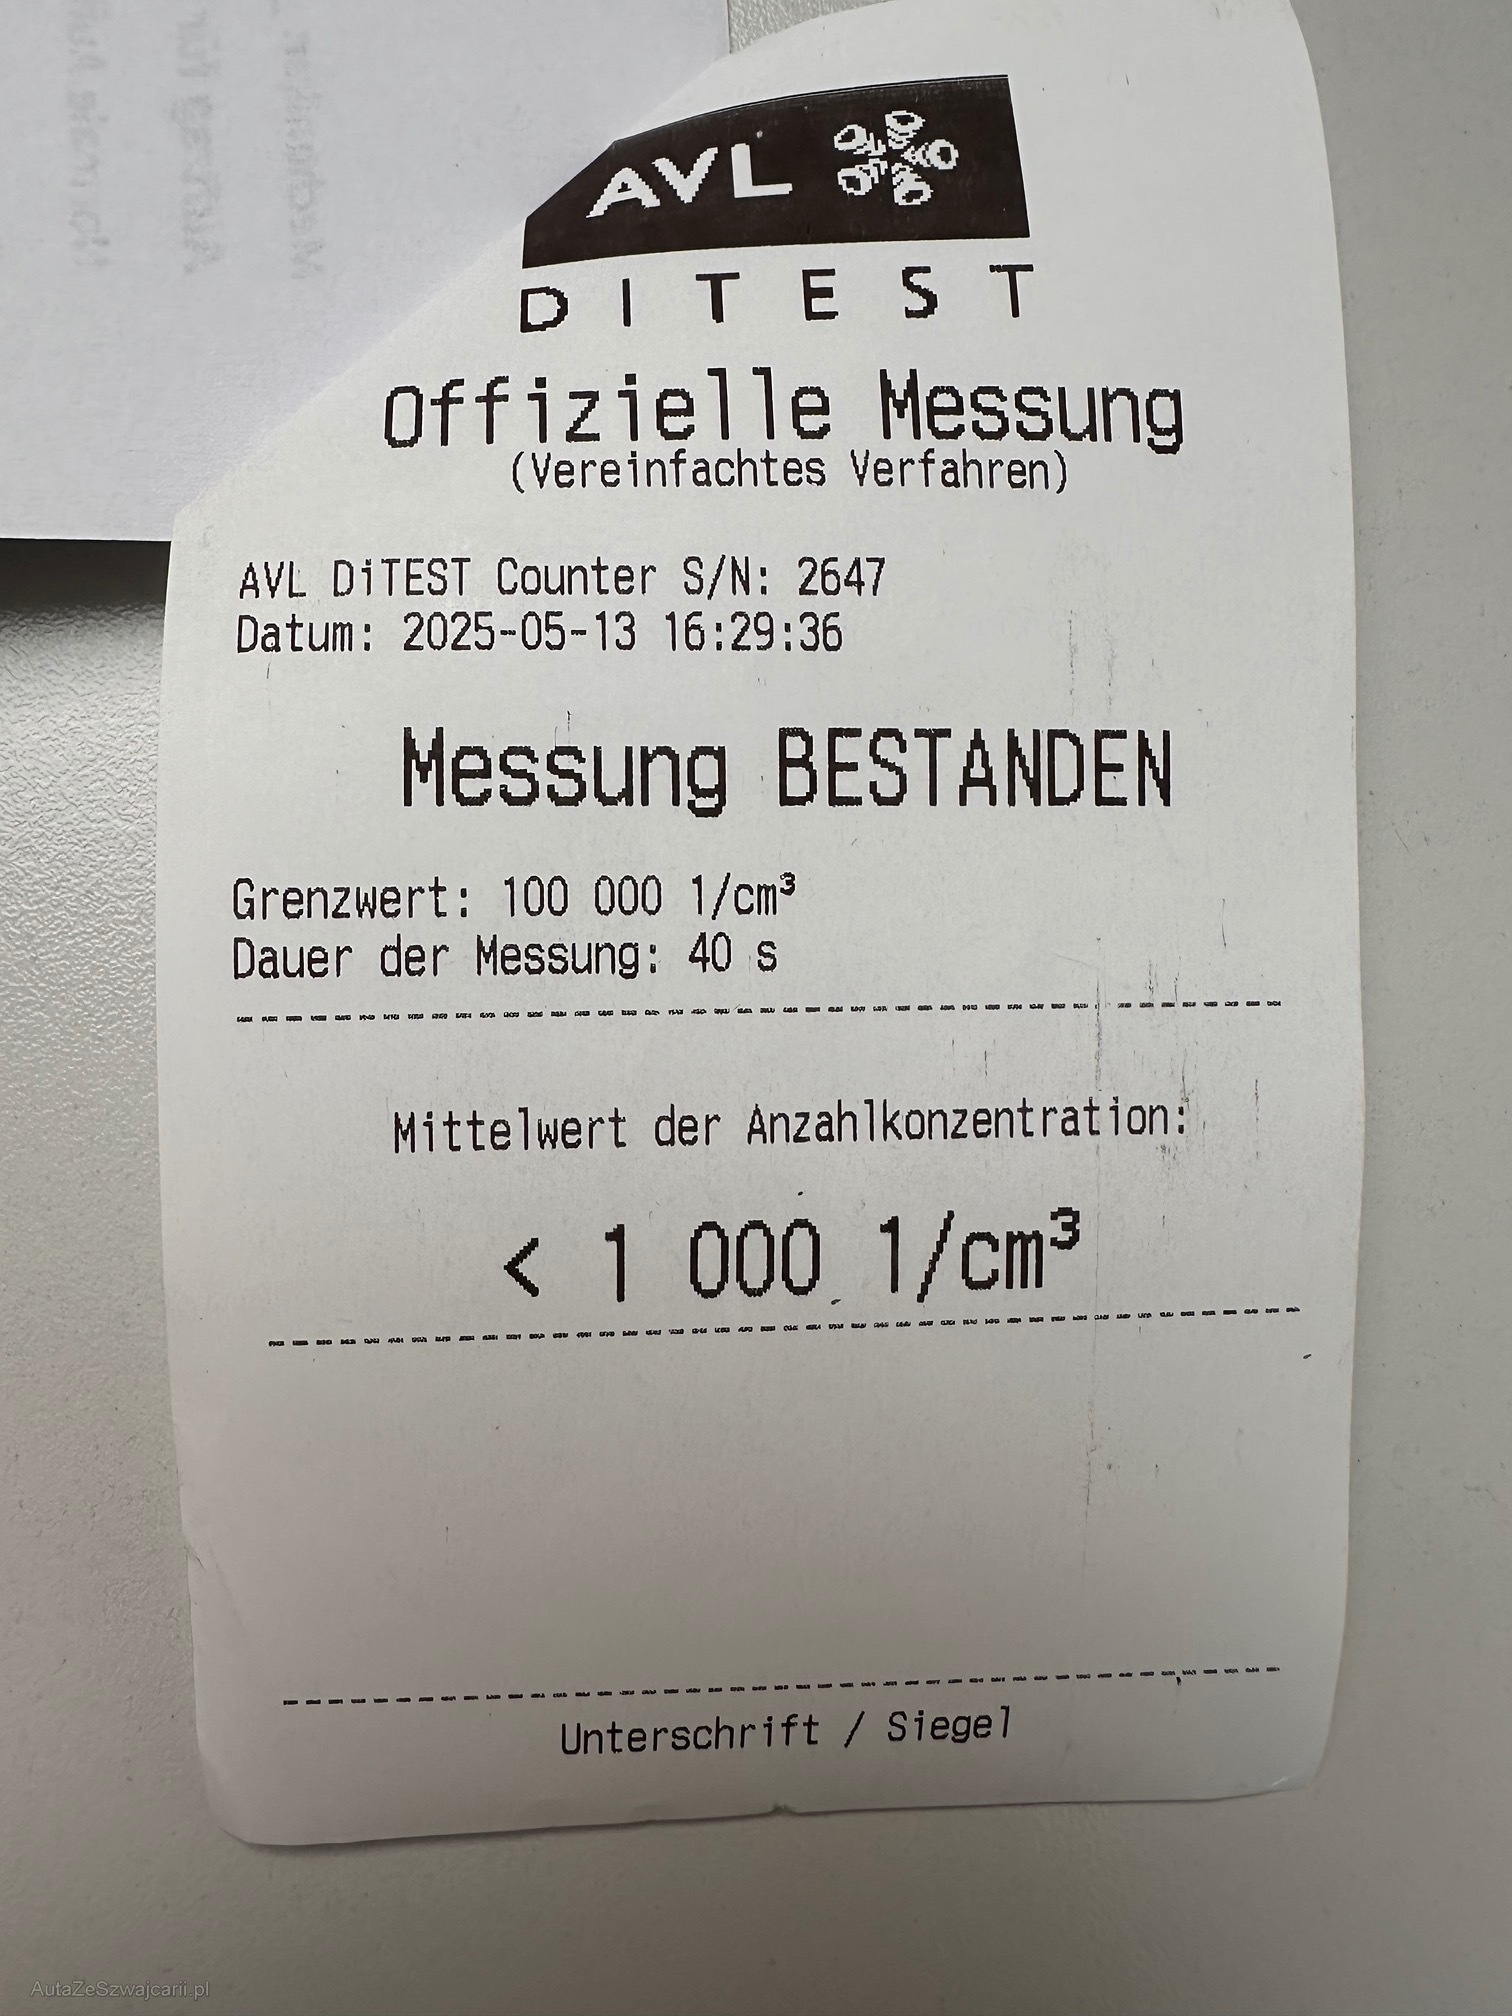 AVL
DITEST
Offizielle Messung
(Vereinfachtes Verfahren)
AVL DiTEST Counter S/N: 2647
Datum: 2025-05-13 16:29:36
Messung BESTANDEN
Grenzwert: 100 000 1/cm³
Dauer der Messung: 40 s
Mittelwert der Anzahlkonzentration:
< 1 000 1/cm³
Unterschrift / Siegel
AutaZeSzwajcarii.pl